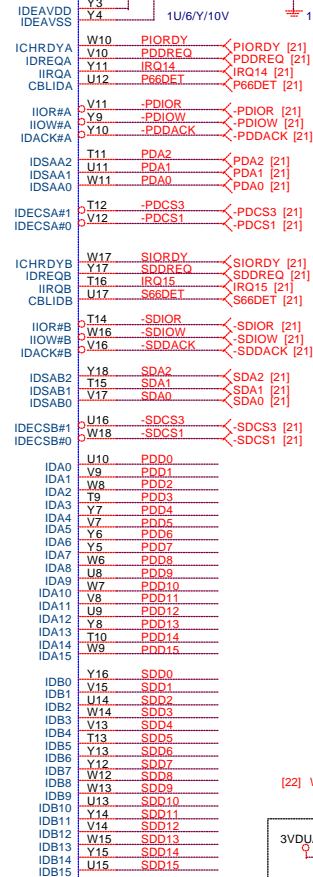 IDEAVDD Y3
IDEAVSS Y4 1U/6/Y/10V 1
ICHRDYA W10 PIORDY PIORDY [21]
IDREQA V10 PDDREQ PDDREQ [21]
IIRQA Y11 IRQ14 IRQ14 [21]
CBLIDA U12 P66DET P66DET [21]
IIOR#A V11 -PDIOR -PDIOR [21]
IIOW#A Y9 -PDIOW -PDIOW [21]
IDACK#A Y10 -PDDACK -PDDACK [21]
IDSAA2 T11 PDA2 PDA2 [21]
IDSAA1 U11 PDA1 PDA1 [21]
IDSAA0 W11 PDA0 PDA0 [21]
IDECSA#1 T12 -PDCS3 -PDCS3 [21]
IDECSA#0 V12 -PDCS1 -PDCS1 [21]
ICHRDYB W17 SIORDY SIORDY [21]
IDREQB Y17 SDDREQ SDDREQ [21]
IIRQB T16 IRQ15 IRQ15 [21]
CBLIDB U17 S66DET S66DET [21]
IIOR#B T14 -SDIOR -SDIOR [21]
IIOW#B W16 -SDIOW -SDIOW [21]
IDACK#B V16 -SDDACK -SDDACK [21]
IDSAB2 Y18 SDA2 SDA2 [21]
IDSAB1 T15 SDA1 SDA1 [21]
IDSAB0 V17 SDA0 SDA0 [21]
IDECSB#1 U16 -SDCS3 -SDCS3 [21]
IDECSB#0 W18 -SDCS1 -SDCS1 [21]
IDA0 U10 PDD0
IDA1 V9 PDD1
IDA2 W8 PDD2
IDA3 T9 PDD3
IDA4 Y7 PDD4
IDA5 V7 PDD5
IDA6 Y6 PDD6
IDA7 Y5 PDD7
IDA8 W6 PDD8
IDA9 U8 PDD9
IDA10 W7 PDD10
IDA11 V8 PDD11
IDA12 U9 PDD12
IDA13 Y8 PDD13
IDA14 T10 PDD14
IDA15 W9 PDD15
IDB0 Y16 SDD0
IDB1 V15 SDD1
IDB2 U14 SDD2
IDB3 W14 SDD3
IDB4 V13 SDD4
IDB5 T13 SDD5
IDB6 Y13 SDD6
IDB7 Y12 SDD7
IDB8 W12 SDD8 [22]
IDB9 W13 SDD9
IDB10 U13 SDD10
IDB11 Y14 SDD11
IDB12 V14 SDD12
IDB13 W15 SDD13 3VDU
IDB14 Y15 SDD14
IDB15 U15 SDD15